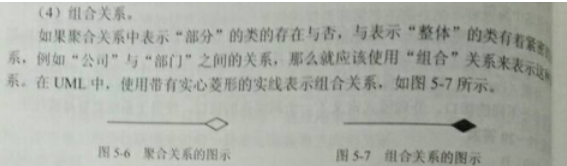 （4）组合关系。
如果聚合关系中表示“部分”的类的存在与否，与表示“整体”的类有着紧密的
系，例如“公司”与“部门”之间的关系，那么就应该使用“组合”关系来表示这种
系。在 UML 中，使用带有实心菱形的实线表示组合关系，如图 5-7 所示。
图 5-6 聚合关系的图示
图 5-7 组合关系的图示